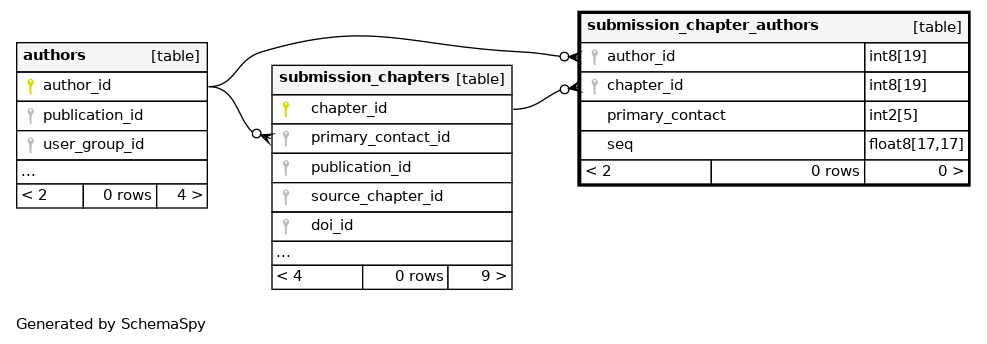 authors [table]
author_id
publication_id
user_group_id
...
< 2 0 rows 4 >
submission_chapters [table]
chapter_id
primary_contact_id
publication_id
source_chapter_id
doi_id
...
< 4 0 rows 9 >
submission_chapter_authors [table]
author_id int8[19]
chapter_id int8[19]
primary_contact int2[5]
seq float8[17,17]
< 2 0 rows 0 >
Generated by SchemaSpy